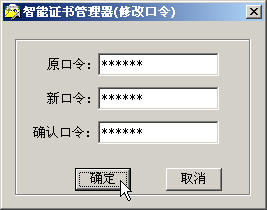 智能证书管理器(修改口令)
原口令： ******
新口令： ******
确认口令： ******
确定 取消